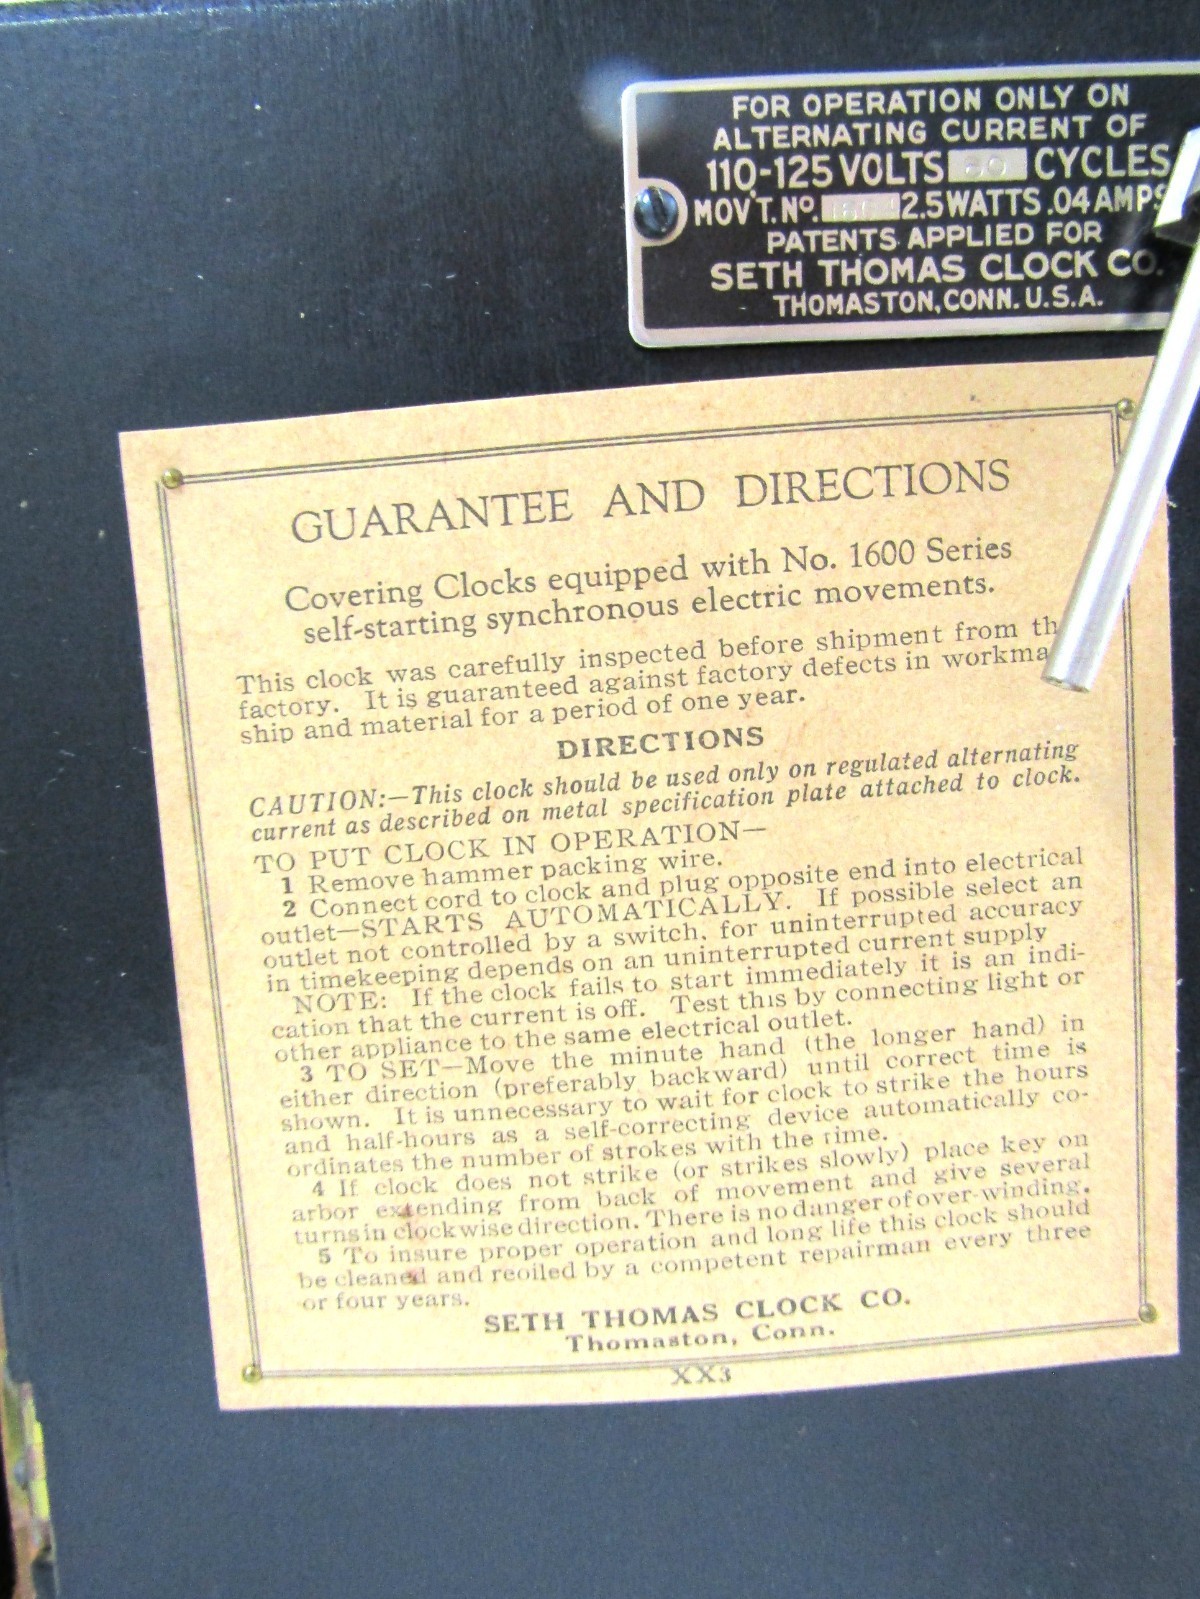 FOR OPERATION ONLY ON
ALTERNATING CURRENT OF
110-125 VOLTS 60 CYCLES
MOV'T. No. 2.5 WATTS .04 AMPS
PATENTS APPLIED FOR
SETH THOMAS CLOCK CO.
THOMASTON, CONN. U.S.A.
GUARANTEE AND DIRECTIONS
Covering Clocks equipped with No. 1600 Series
self-starting synchronous electric movements.
This clock was carefully inspected before shipment from th
factory. It is guaranteed against factory defects in workma
ship and material for a period of one year.
DIRECTIONS
CAUTION:—This clock should be used only on regulated alternating
current as described on metal specification plate attached to clock.
TO PUT CLOCK IN OPERATION—
1 Remove hammer packing wire.
2 Connect cord to clock and plug opposite end into electrical
outlet—STARTS AUTOMATICALLY. If possible select an
outlet not controlled by a switch, for uninterrupted accuracy
in timekeeping depends on an uninterrupted current supply
NOTE: If the clock fails to start immediately it is an indi-
cation that the current is off. Test this by connecting light or
other appliance to the same electrical outlet.
3 TO SET—Move the minute hand (the longer hand) in
either direction (preferably backward) until correct time is
shown. It is unnecessary to wait for clock to strike the hours
and half-hours as a self-correcting device automatically co-
ordinates the number of strokes with the time.
4 If clock does not strike (or strikes slowly) place key on
arbor extending from back of movement and give several
turns in clockwise direction. There is no danger of over-winding.
5 To insure proper operation and long life this clock should
be cleaned and reoiled by a competent repairman every three
or four years.
SETH THOMAS CLOCK CO.
Thomaston, Conn.
XX3